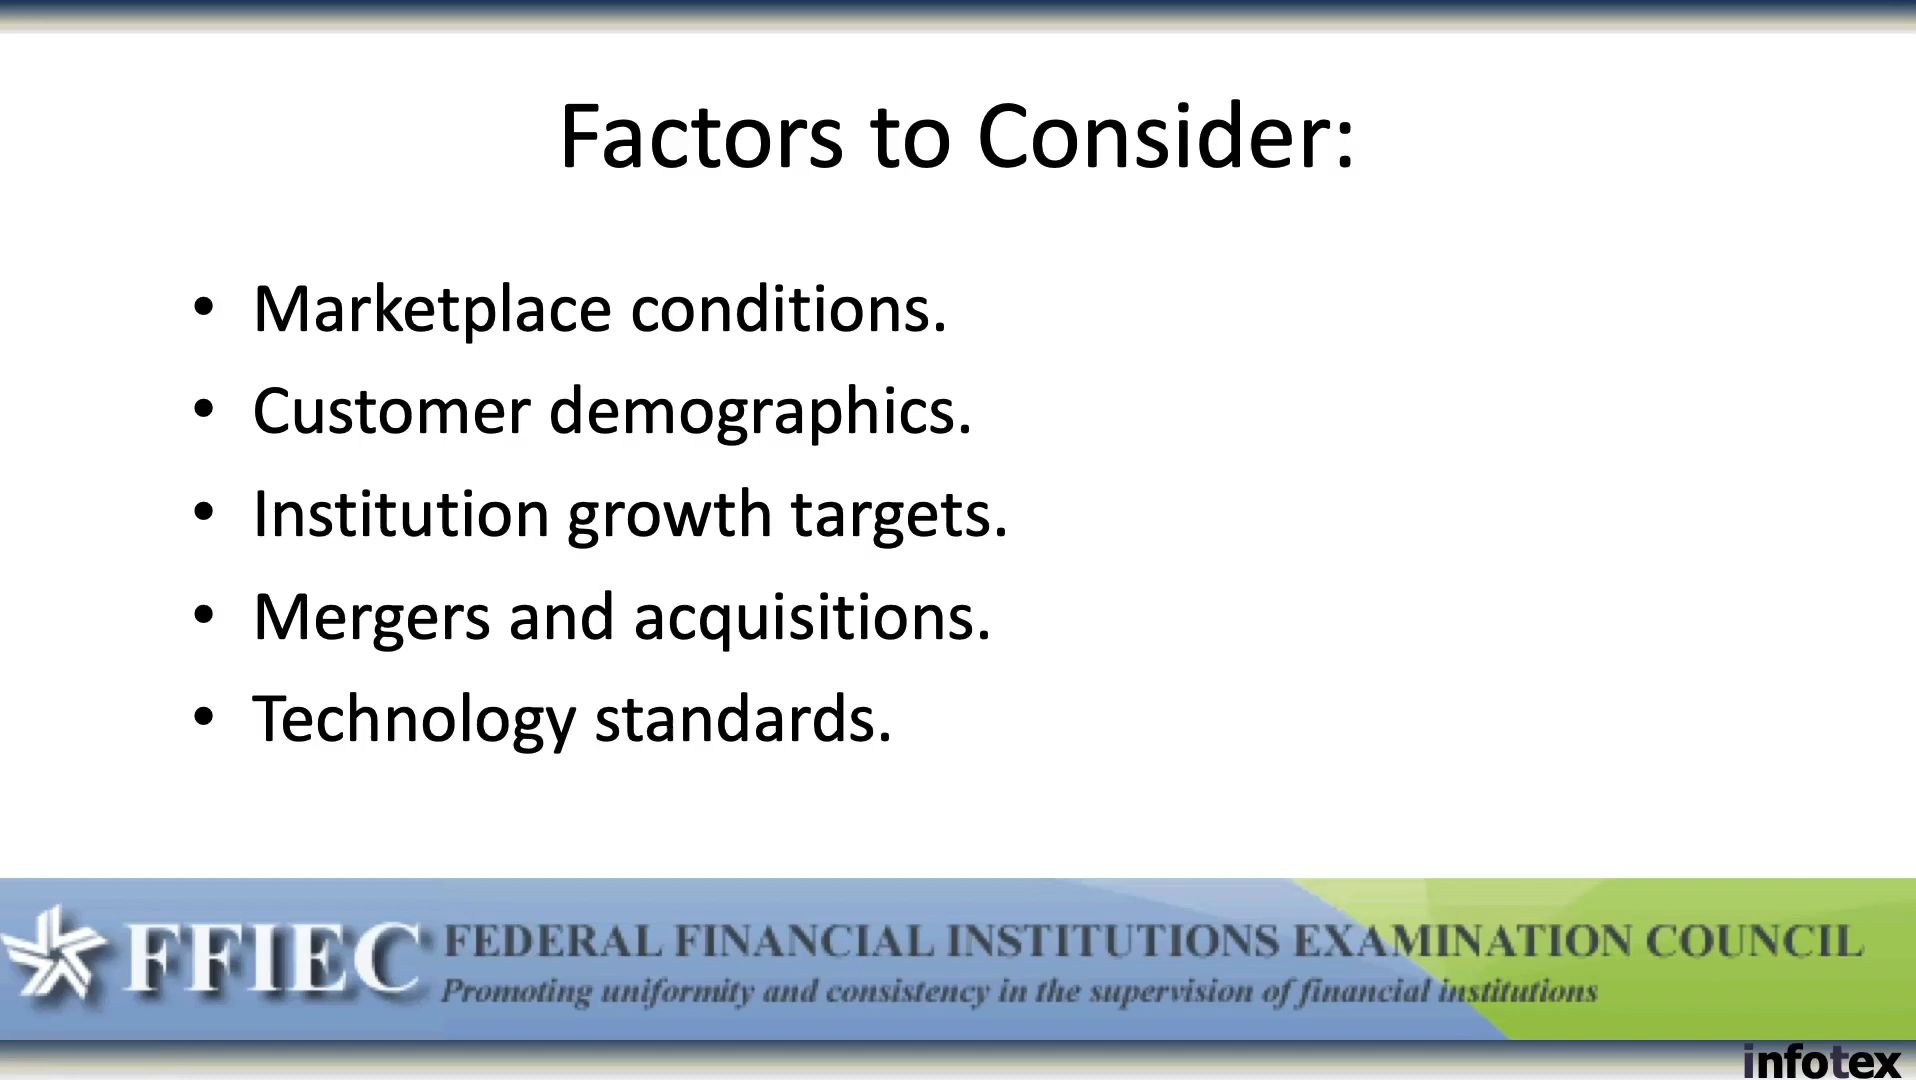 Factors to Consider:
• Marketplace conditions.
• Customer demographics.
• Institution growth targets.
• Mergers and acquisitions.
• Technology standards.
FFIEC
FEDERAL FINANCIAL INSTITUTIONS EXAMINATION COUNCIL
Promoting uniformity and consistency in the supervision of financial institutions
infotex